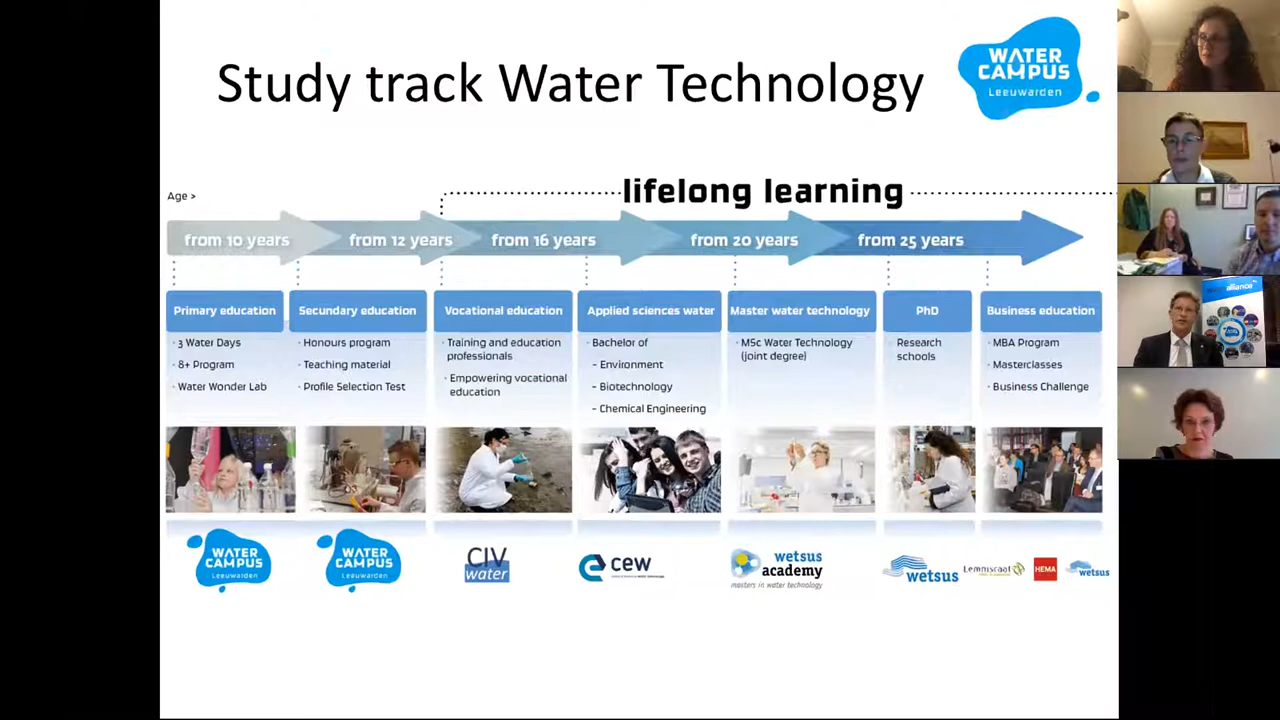 Study track Water Technology
WATER
CAMPUS
Leeuwarden
Age >
lifelong learning
from 10 years
from 12 years
from 16 years
from 20 years
from 25 years
Primary education
· 3 Water Days
· 8+ Program
· Water Wonder Lab
Secundary education
· Honours program
· Teaching material
· Profile Selection Test
Vocational education
· Training and education
professionals
· Empowering vocational
education
Applied sciences water
· Bachelor of
- Environment
- Biotechnology
- Chemical Engineering
Master water technology
· MSc Water Technology
(joint degree)
PhD
· Research
schools
Business education
· MBA Program
· Masterclasses
· Business Challenge
WATER
CAMPUS
Leeuwarden
WATER
CAMPUS
Leeuwarden
CIV
water
cew
wetsus
academy
masters in water technology
wetsus
Lemniscaat
HEMA
wetsus
alliance